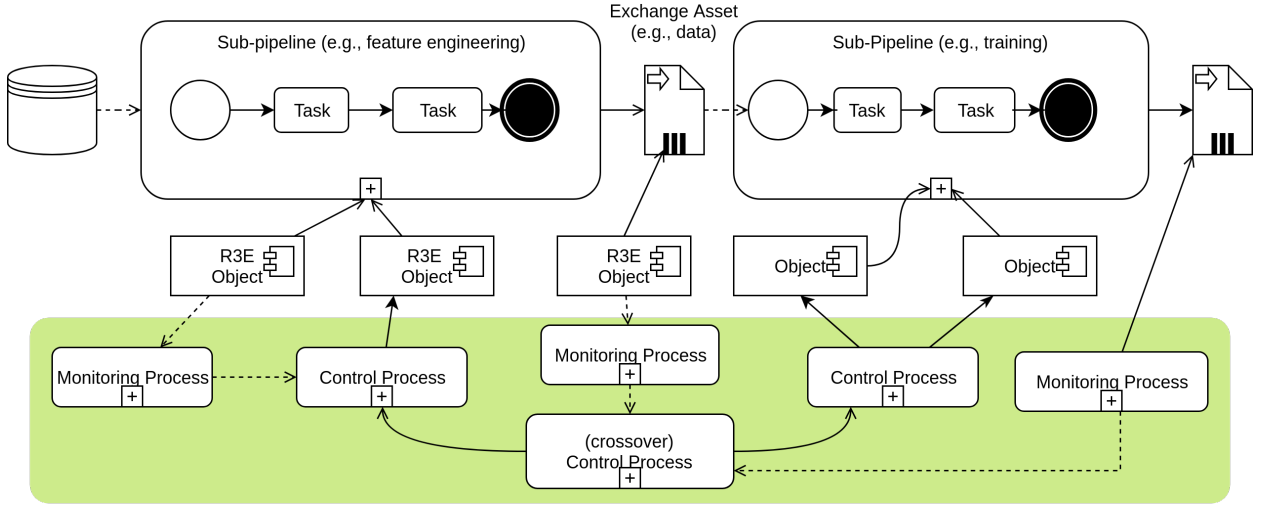 Exchange Asset
(e.g., data)
Sub-pipeline (e.g., feature engineering)
Sub-Pipeline (e.g., training)
Task
Task
Task
Task
+
+
R3E
Object
R3E
Object
R3E
Object
Object
Object
Monitoring Process
+
Control Process
+
Monitoring Process
+
Control Process
+
Monitoring Process
+
(crossover)
Control Process
+